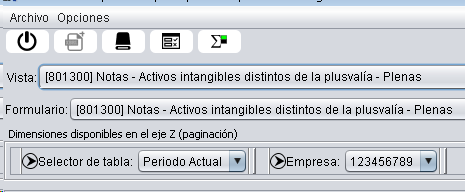 Archivo Opciones
Vista: [801300] Notas - Activos intangibles distintos de la plusvalía - Plenas
Formulario: [801300] Notas - Activos intangibles distintos de la plusvalía - Plenas
Dimensiones disponibles en el eje Z (paginación)
Selector de tabla: Periodo Actual Empresa: 123456789